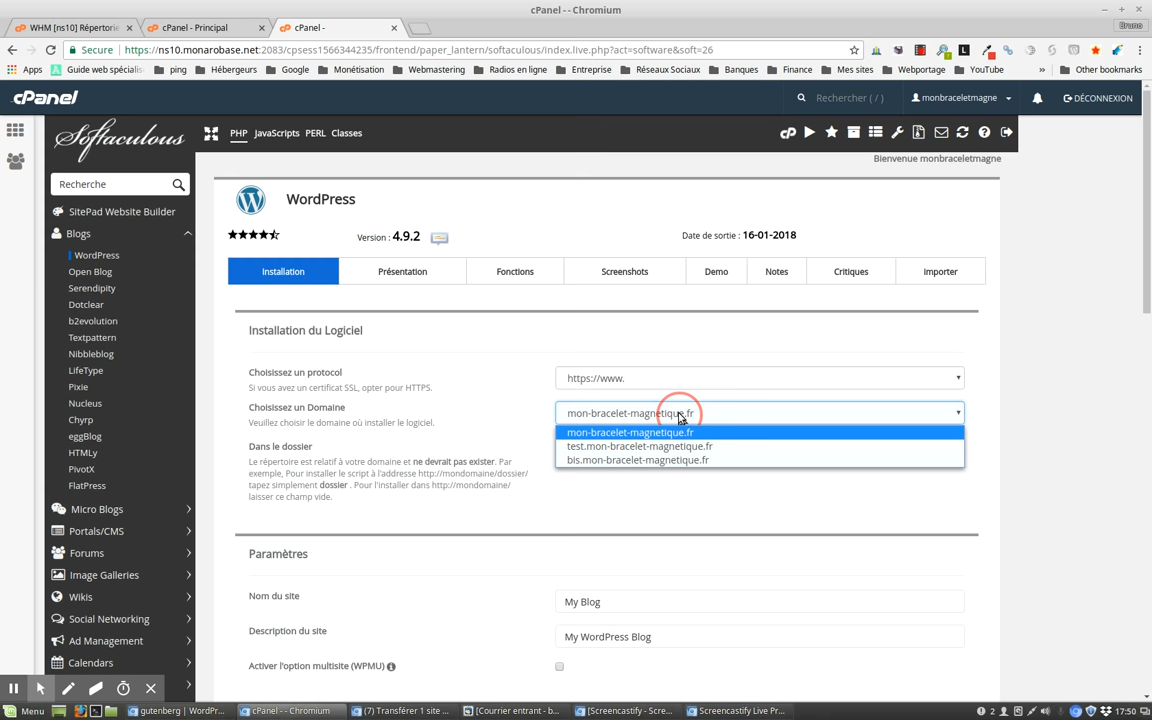 cPanel - - Chromium
WHM [ns10] Répertorie
cPanel - Principal
cPanel -
Bruno
Secure https://ns10.monarobase.net:2083/cpsess1566344235/frontend/paper_lantern/softaculous/index.live.php?act=software&soft=26
Apps Guide web spécialis ping Hébergeurs Google Monétisation Webmastering Radios en ligne Entreprise Réseaux Sociaux Banques Finance Mes sites Webportage YouTube » Other bookmarks
cPanel Rechercher ( / ) monbraceletmagne DÉCONNEXION
Softaculous PHP JavaScripts PERL Classes
Bienvenue monbraceletmagne
Recherche
SitePad Website Builder
Blogs
WordPress
Open Blog
Serendipity
Dotclear
b2evolution
Textpattern
Nibbleblog
LifeType
Pixie
Nucleus
Chyrp
eggBlog
HTMLy
PivotX
FlatPress
Micro Blogs
Portals/CMS
Forums
Image Galleries
Wikis
Social Networking
Ad Management
Calendars
WordPress
Version : 4.9.2
Date de sortie : 16-01-2018
Installation Présentation Fonctions Screenshots Demo Notes Critiques Importer
Installation du Logiciel
Choisissez un protocol
Si vous avez un certificat SSL, opter pour HTTPS.
https://www.
Choisissez un Domaine
Veuillez choisir le domaine où installer le logiciel.
mon-bracelet-magnetique.fr
mon-bracelet-magnetique.fr
test.mon-bracelet-magnetique.fr
bis.mon-bracelet-magnetique.fr
Dans le dossier
Le répertoire est relatif à votre domaine et ne devrait pas exister. Par
exemple, Pour installer le script à l'addresse http://mondomaine/dossier/
tapez simplement dossier . Pour l'installer dans http://mondomaine/
laisser ce champ vide.
Paramètres
Nom du site
My Blog
Description du site
My WordPress Blog
Activer l'option multisite (WPMU)
Menu gutenberg | WordPr... cPanel - - Chromium (7) Transférer 1 site ... [Courrier entrant - b... [Screencastify - Scre... Screencastify Live Pr... 2 17:50